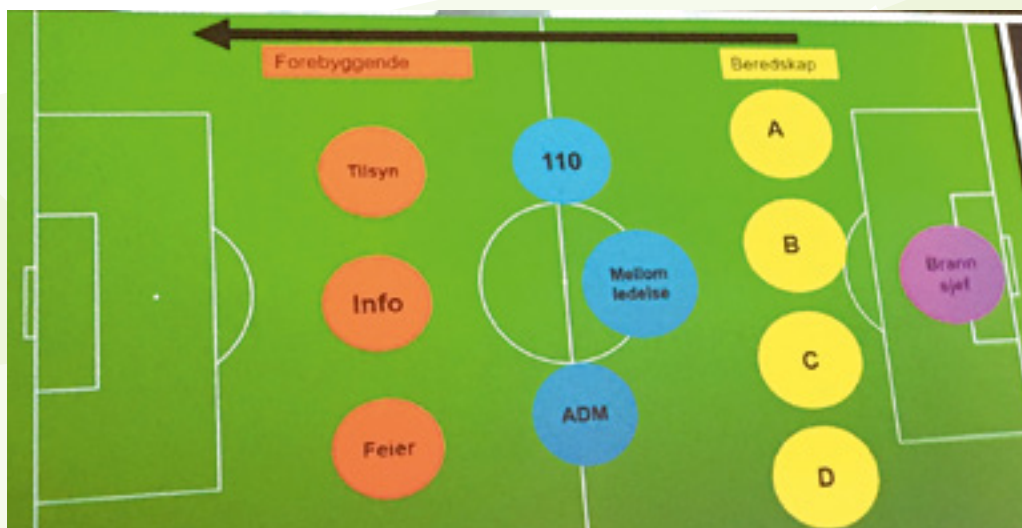 Forebyggende
Beredskap
Tilsyn
Info
Feier
110
Mellom
ledelse
ADM
A
B
C
D
Brann
sjef